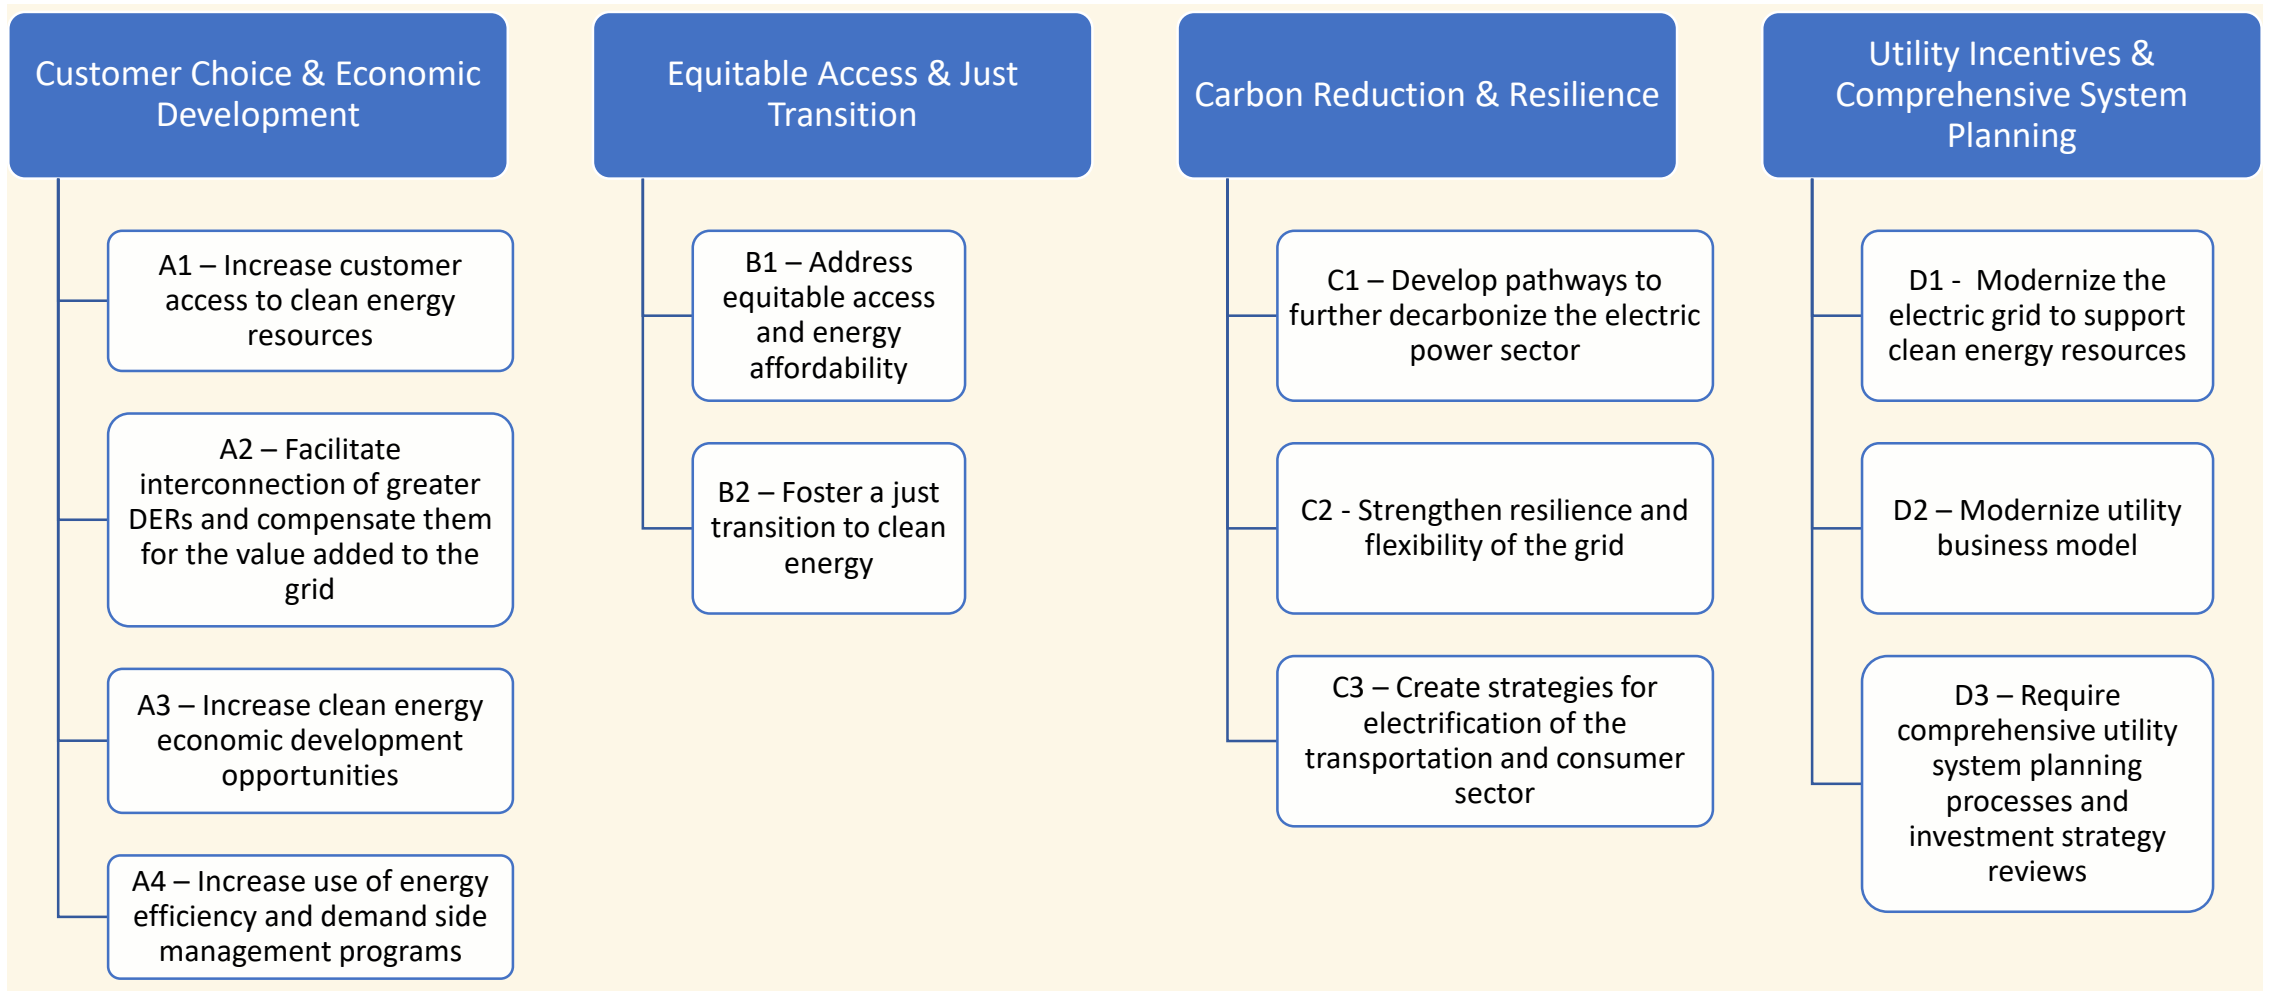 Customer Choice & Economic
Development
A1 – Increase customer
access to clean energy
resources
A2 – Facilitate
interconnection of greater
DERs and compensate them
for the value added to the
grid
A3 – Increase clean energy
economic development
opportunities
A4 – Increase use of energy
efficiency and demand side
management programs
Equitable Access & Just
Transition
B1 – Address
equitable access
and energy
affordability
B2 – Foster a just
transition to clean
energy
Carbon Reduction & Resilience
C1 – Develop pathways to
further decarbonize the electric
power sector
C2 - Strengthen resilience and
flexibility of the grid
C3 – Create strategies for
electrification of the
transportation and consumer
sector
Utility Incentives &
Comprehensive System
Planning
D1 -  Modernize the
electric grid to support
clean energy resources
D2 – Modernize utility
business model
D3 – Require
comprehensive utility
system planning
processes and
investment strategy
reviews